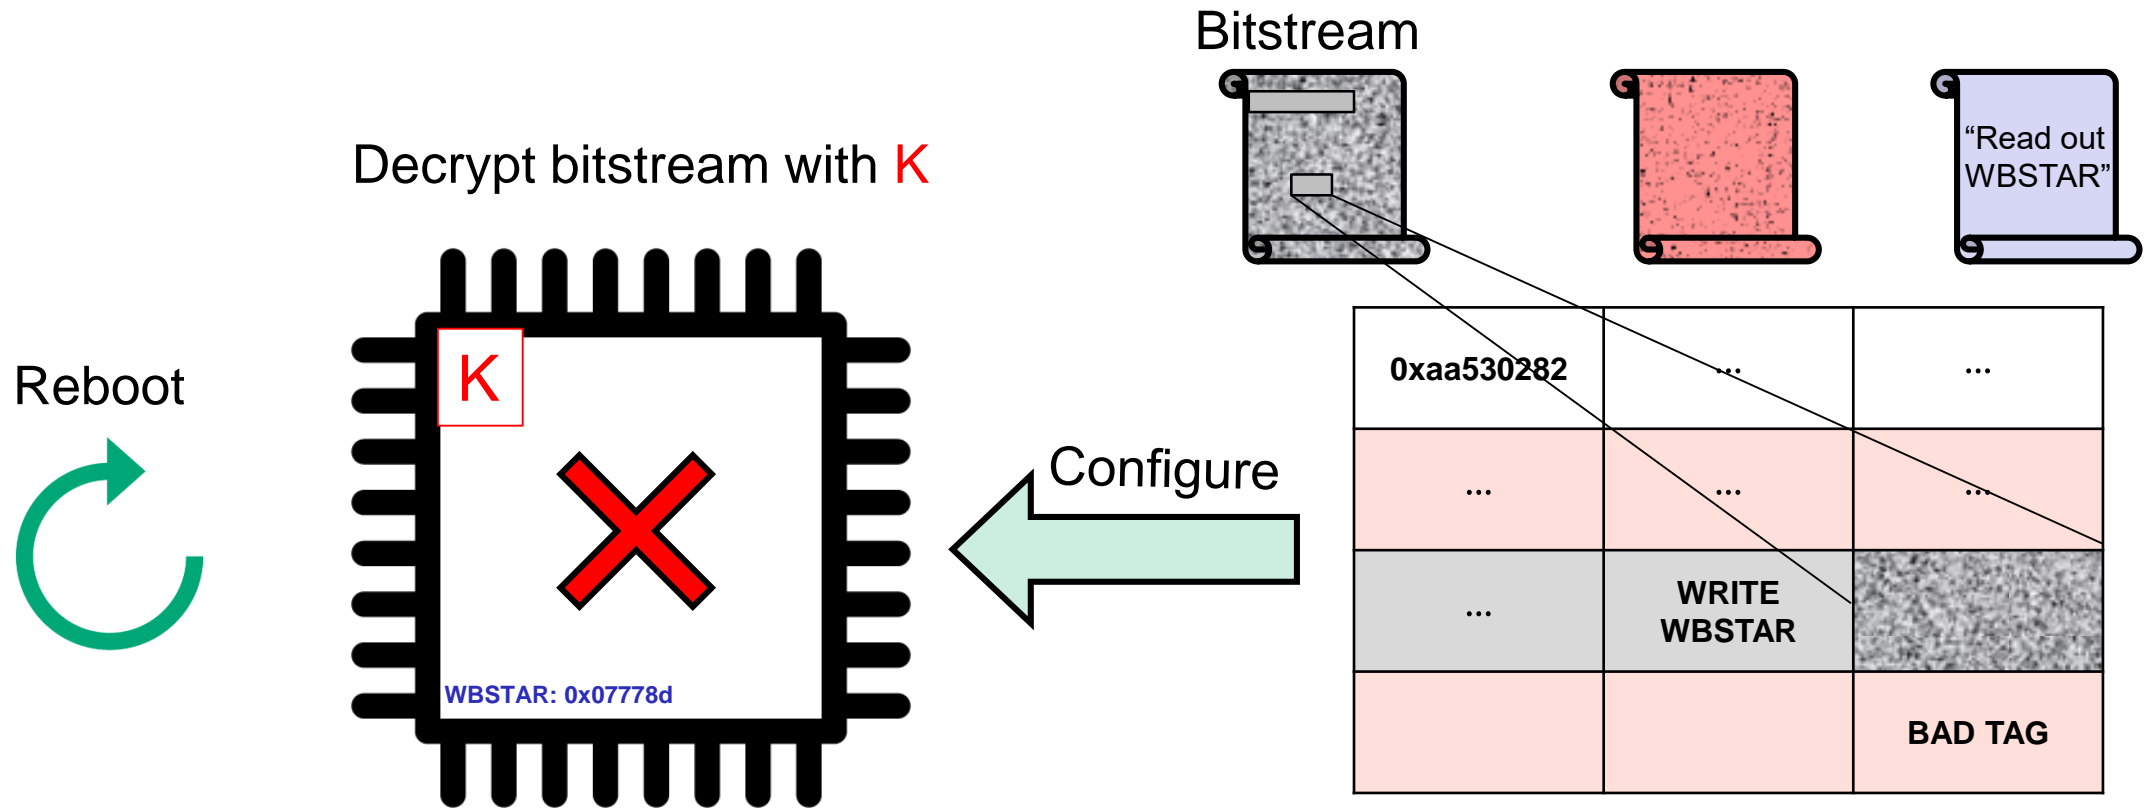 Bitstream
“Read out
WBSTAR”
Decrypt bitstream with K
Reboot
K
WBSTAR: 0x07778d
Configure
0xaa530282 ... ...
... ... ...
... WRITE
WBSTAR
BAD TAG